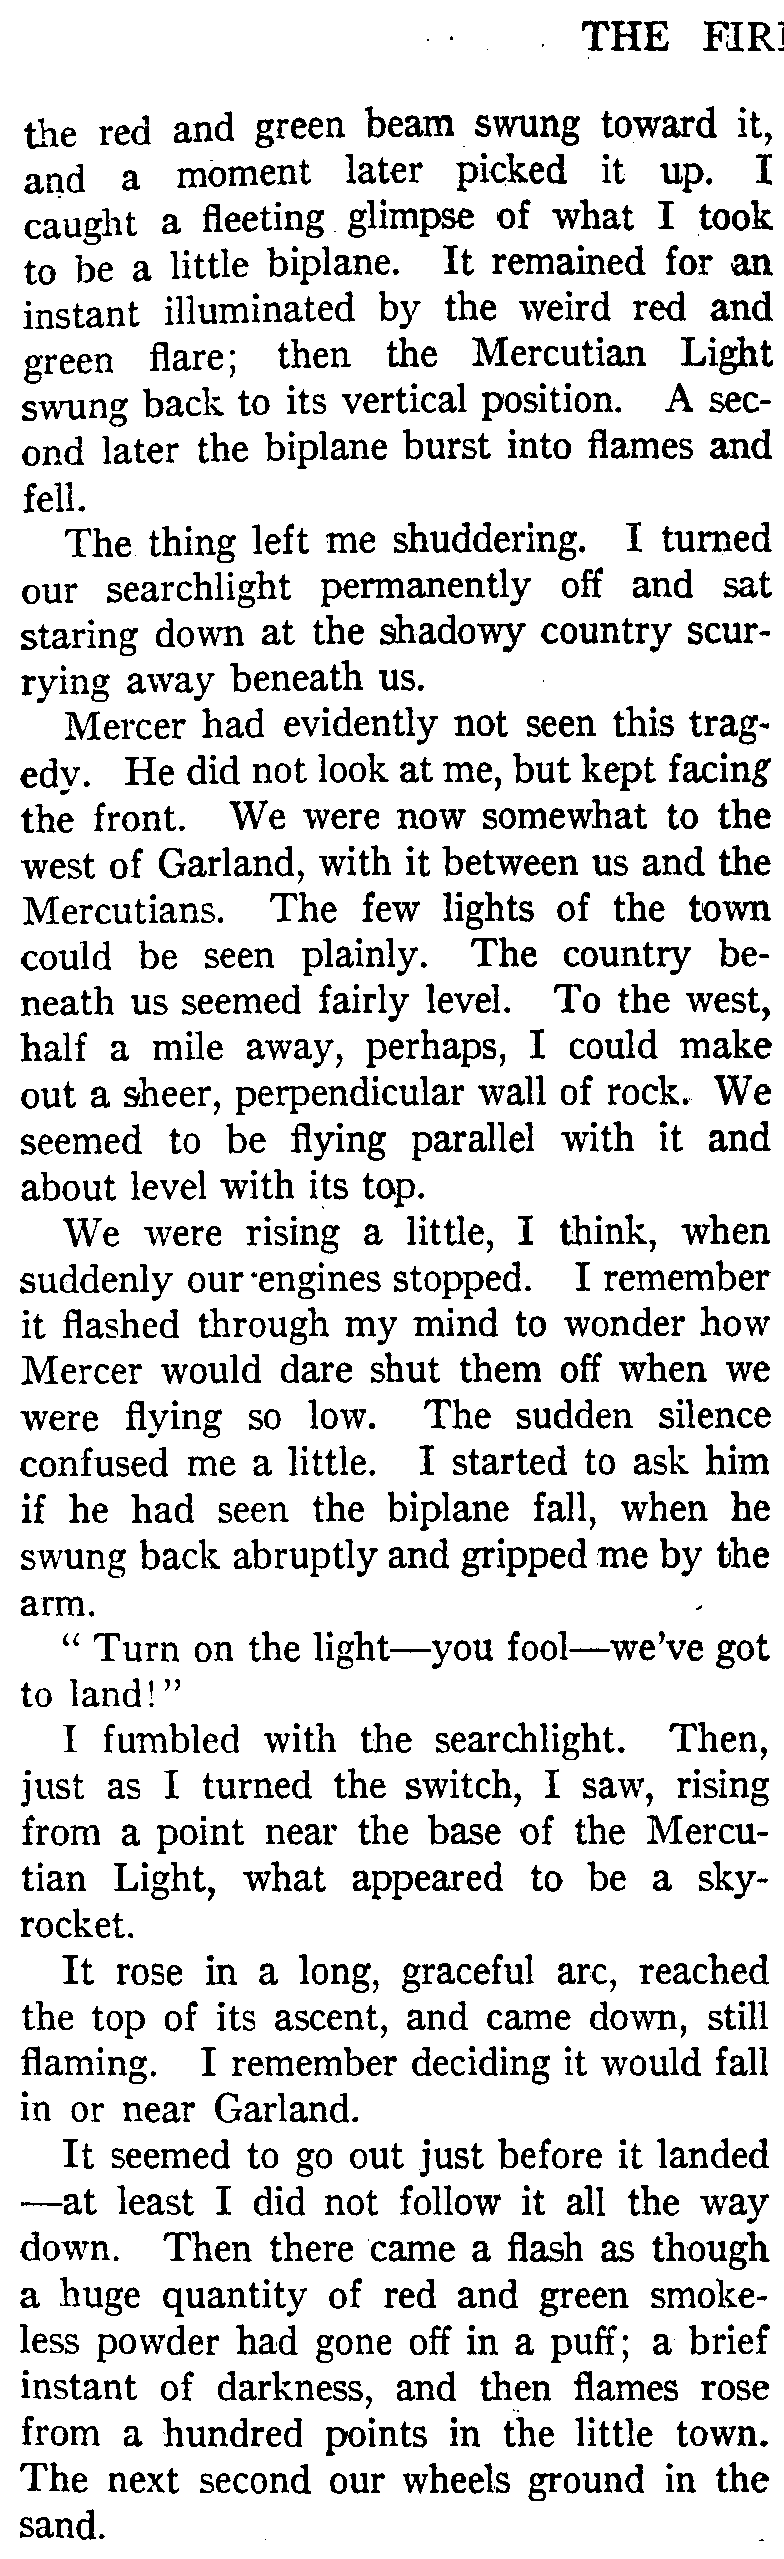 THE FIRE
the red and green beam swung toward it,
and a moment later picked it up. I
caught a fleeting glimpse of what I took
to be a little biplane. It remained for an
instant illuminated by the weird red and
green flare; then the Mercutian Light
swung back to its vertical position. A sec-
ond later the biplane burst into flames and
fell.
The thing left me shuddering. I turned
our searchlight permanently off and sat
staring down at the shadowy country scur-
rying away beneath us.
Mercer had evidently not seen this trag-
edy. He did not look at me, but kept facing
the front. We were now somewhat to the
west of Garland, with it between us and the
Mercutians. The few lights of the town
could be seen plainly. The country be-
neath us seemed fairly level. To the west,
half a mile away, perhaps, I could make
out a sheer, perpendicular wall of rock. We
seemed to be flying parallel with it and
about level with its top.
We were rising a little, I think, when
suddenly our engines stopped. I remember
it flashed through my mind to wonder how
Mercer would dare shut them off when we
were flying so low. The sudden silence
confused me a little. I started to ask him
if he had seen the biplane fall, when he
swung back abruptly and gripped me by the
arm.
" Turn on the light—you fool—we've got
to land!"
I fumbled with the searchlight. Then,
just as I turned the switch, I saw, rising
from a point near the base of the Mercu-
tian Light, what appeared to be a sky-
rocket.
It rose in a long, graceful arc, reached
the top of its ascent, and came down, still
flaming. I remember deciding it would fall
in or near Garland.
It seemed to go out just before it landed
—at least I did not follow it all the way
down. Then there came a flash as though
a huge quantity of red and green smoke-
less powder had gone off in a puff; a brief
instant of darkness, and then flames rose
from a hundred points in the little town.
The next second our wheels ground in the
sand.